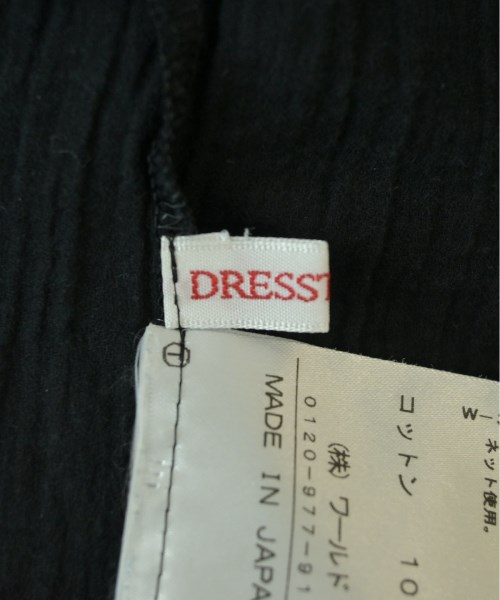 DRESST
T
ネット使用。
W
コットン 10
(株) ワールド
0120-977-91
MADE IN JAPA